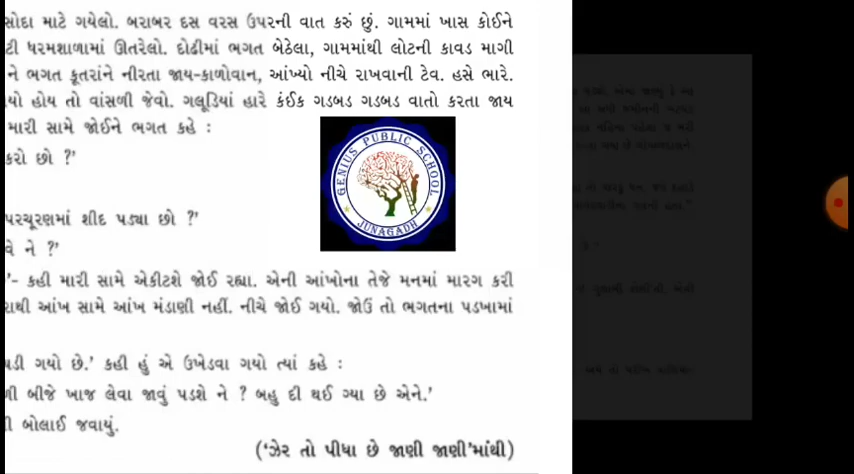 સોદા માટે ગયેલો. બરાબર દસ વરસ ઉપરની વાત કરું છું. ગામમાં ખાસ કોઈને
ટી ધરમશાળામાં ઊતરેલો. દોઢીમાં ભગત બેઠેલા, ગામમાંથી લોટની કાવડ માગી
ને ભગત કૂતરાંને નીરતા જાય-કાળોવાન, આંખ્યો નીચે રાખવાની ટેવ. હસે ભારે.
યો હોય તો વાંસળી જેવો. ગલૂડિયાં હારે કંઈક ગડબડ ગડબડ વાતો કરતા જાય
મારી સામે જોઈને ભગત કહે :
કરો છો ?’
GENIUS PUBLIC SCHOOL
JUNAGADH
પરચૂરણમાં શીદ પડ્યા છો ?’
વે ને ?’
’- કહી મારી સામે એકીટશે જોઈ રહ્યા. એની આંખોના તેજે મનમાં મારગ કરી
રાથી આંખ સામે આંખ મંડાણી નહીં. નીચે જોઈ ગયો. જોઉં તો ભગતના પડખામાં
પડી ગયો છે.’ કહી હું એ ઉખેડવા ગયો ત્યાં કહે :
ળી બીજે ખાજ લેવા જાવું પડશે ને ? બહુ દી થઈ ગ્યા છે એને.’
ી બોલાઈ જવાયું.
(‘ઝેર તો પીધા છે જાણી જાણી’માંથી)